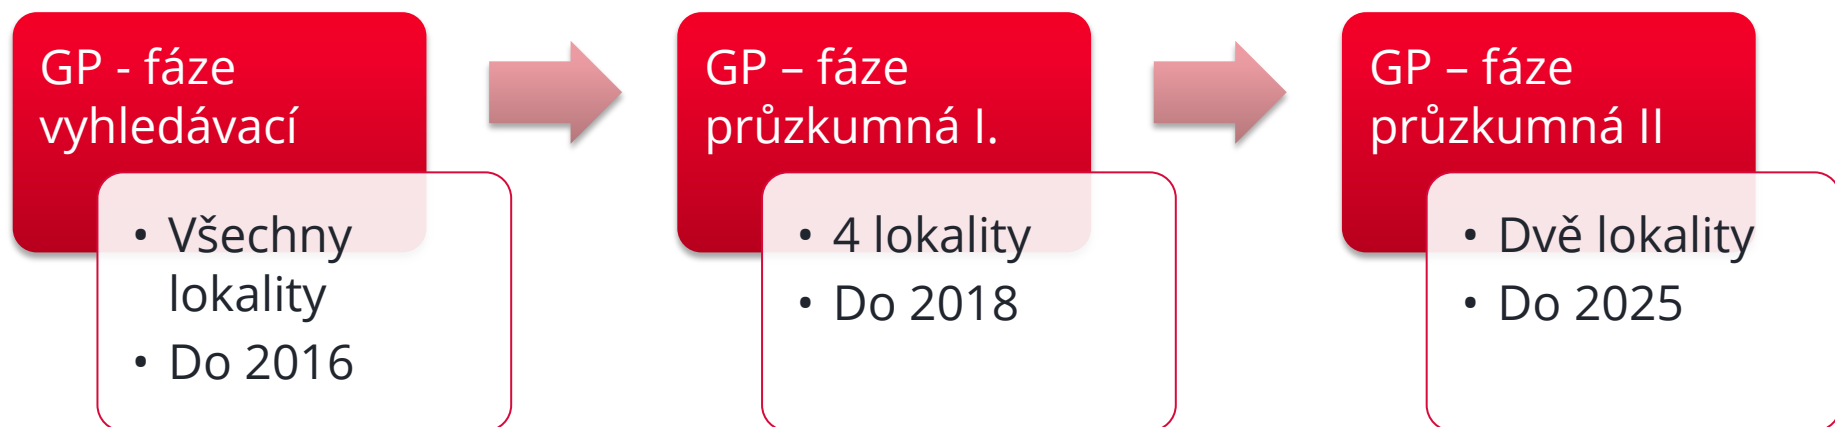 GP - fáze
vyhledávací
• Všechny
lokality
• Do 2016
GP – fáze
průzkumná I.
• 4 lokality
• Do 2018
GP – fáze
průzkumná II
• Dvě lokality
• Do 2025